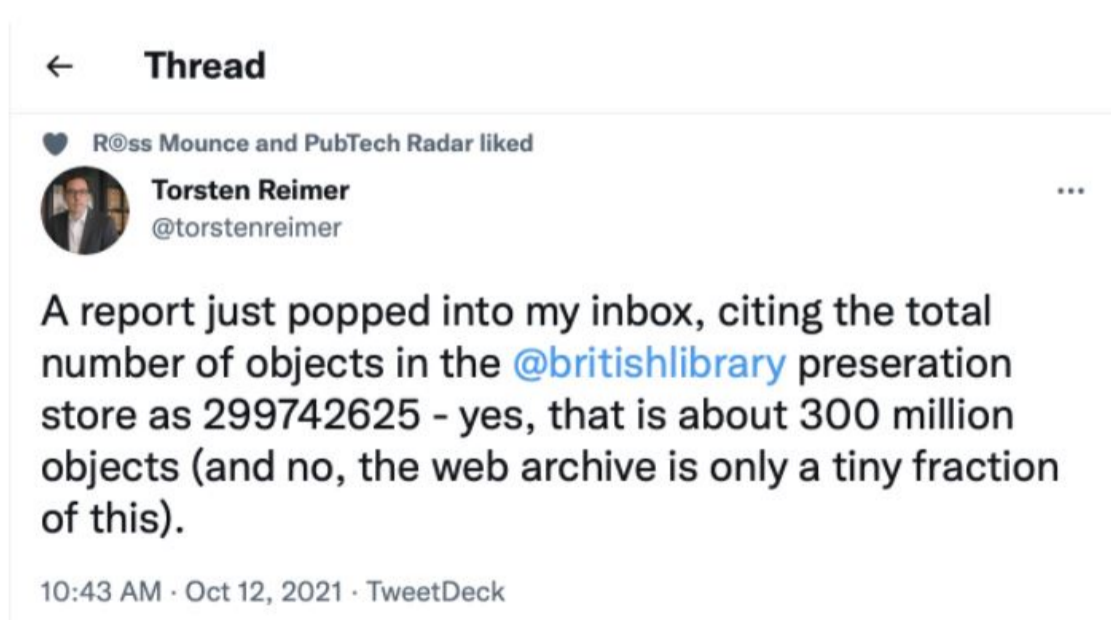 ← Thread
R©ss Mounce and PubTech Radar liked
Torsten Reimer
@torstenreimer
A report just popped into my inbox, citing the total
number of objects in the @britishlibrary preseration
store as 299742625 - yes, that is about 300 million
objects (and no, the web archive is only a tiny fraction
of this).
10:43 AM · Oct 12, 2021 · TweetDeck